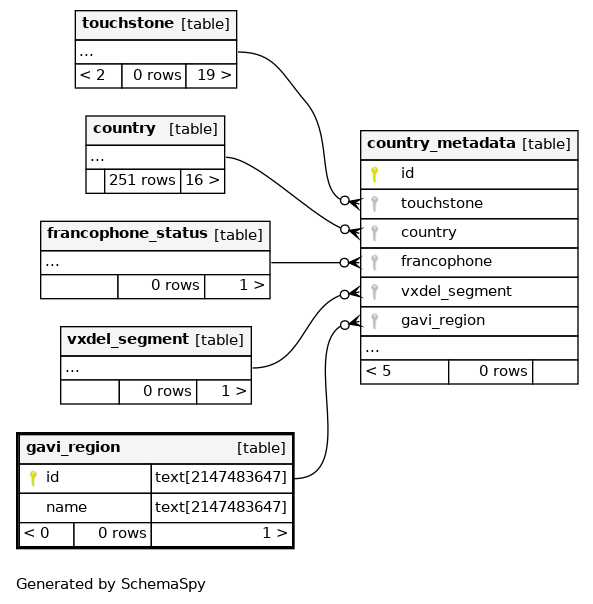 touchstone [table]
...
< 2 0 rows 19 >
country [table]
...
251 rows 16 >
francophone_status [table]
...
0 rows 1 >
vxdel_segment [table]
...
0 rows 1 >
gavi_region [table]
id text[2147483647]
name text[2147483647]
< 0 0 rows 1 >
country_metadata [table]
id
touchstone
country
francophone
vxdel_segment
gavi_region
...
< 5 0 rows
Generated by SchemaSpy